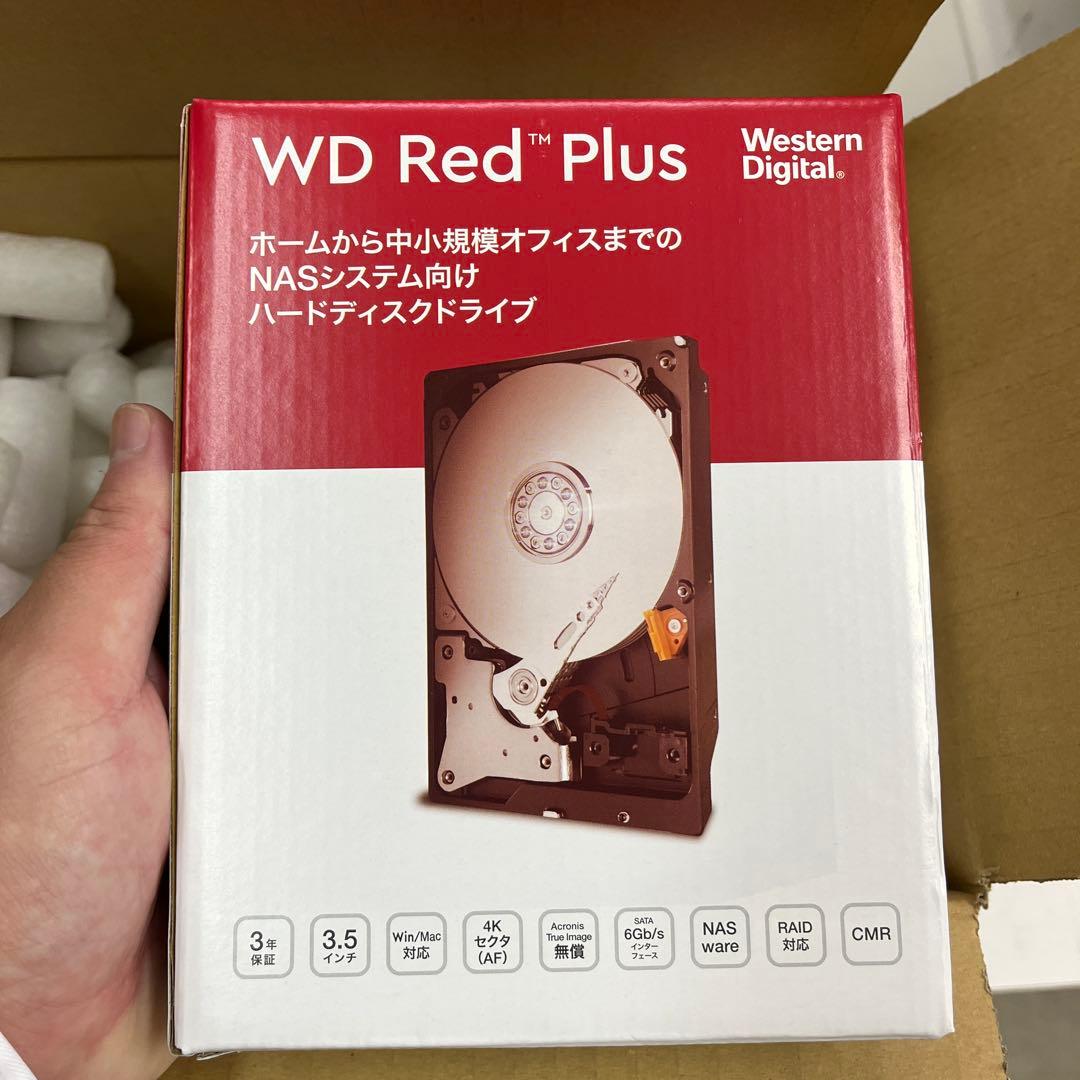 WD Red™ Plus
Western
Digital®
ホームから中小規模オフィスまでの
NASシステム向け
ハードディスクドライブ
3年
保証
3.5
インチ
Win/Mac
対応
4K
セクタ
(AF)
Acronis
True Image
無償
SATA
6Gb/s
インター
フェース
NAS
ware
RAID
対応
CMR